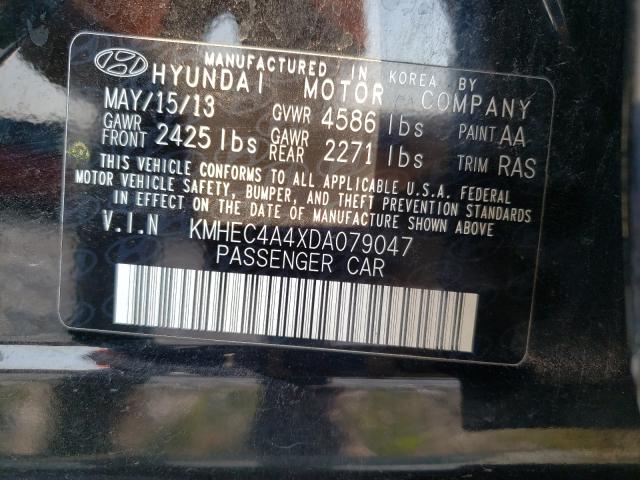 MANUFACTURED IN KOREA BY
HYUNDAI MOTOR COMPANY
MAY/15/13 GVWR 4586 lbs PAINT AA
GAWR FRONT 2425 lbs GAWR REAR 2271 lbs TRIM RAS
THIS VEHICLE CONFORMS TO ALL APPLICABLE U.S.A. FEDERAL
MOTOR VEHICLE SAFETY, BUMPER, AND THEFT PREVENTION STANDARDS
IN EFFECT ON THE DATE OF MANUFACTURE SHOWN ABOVE
V.I.N KMHEC4A4XDA079047
PASSENGER CAR